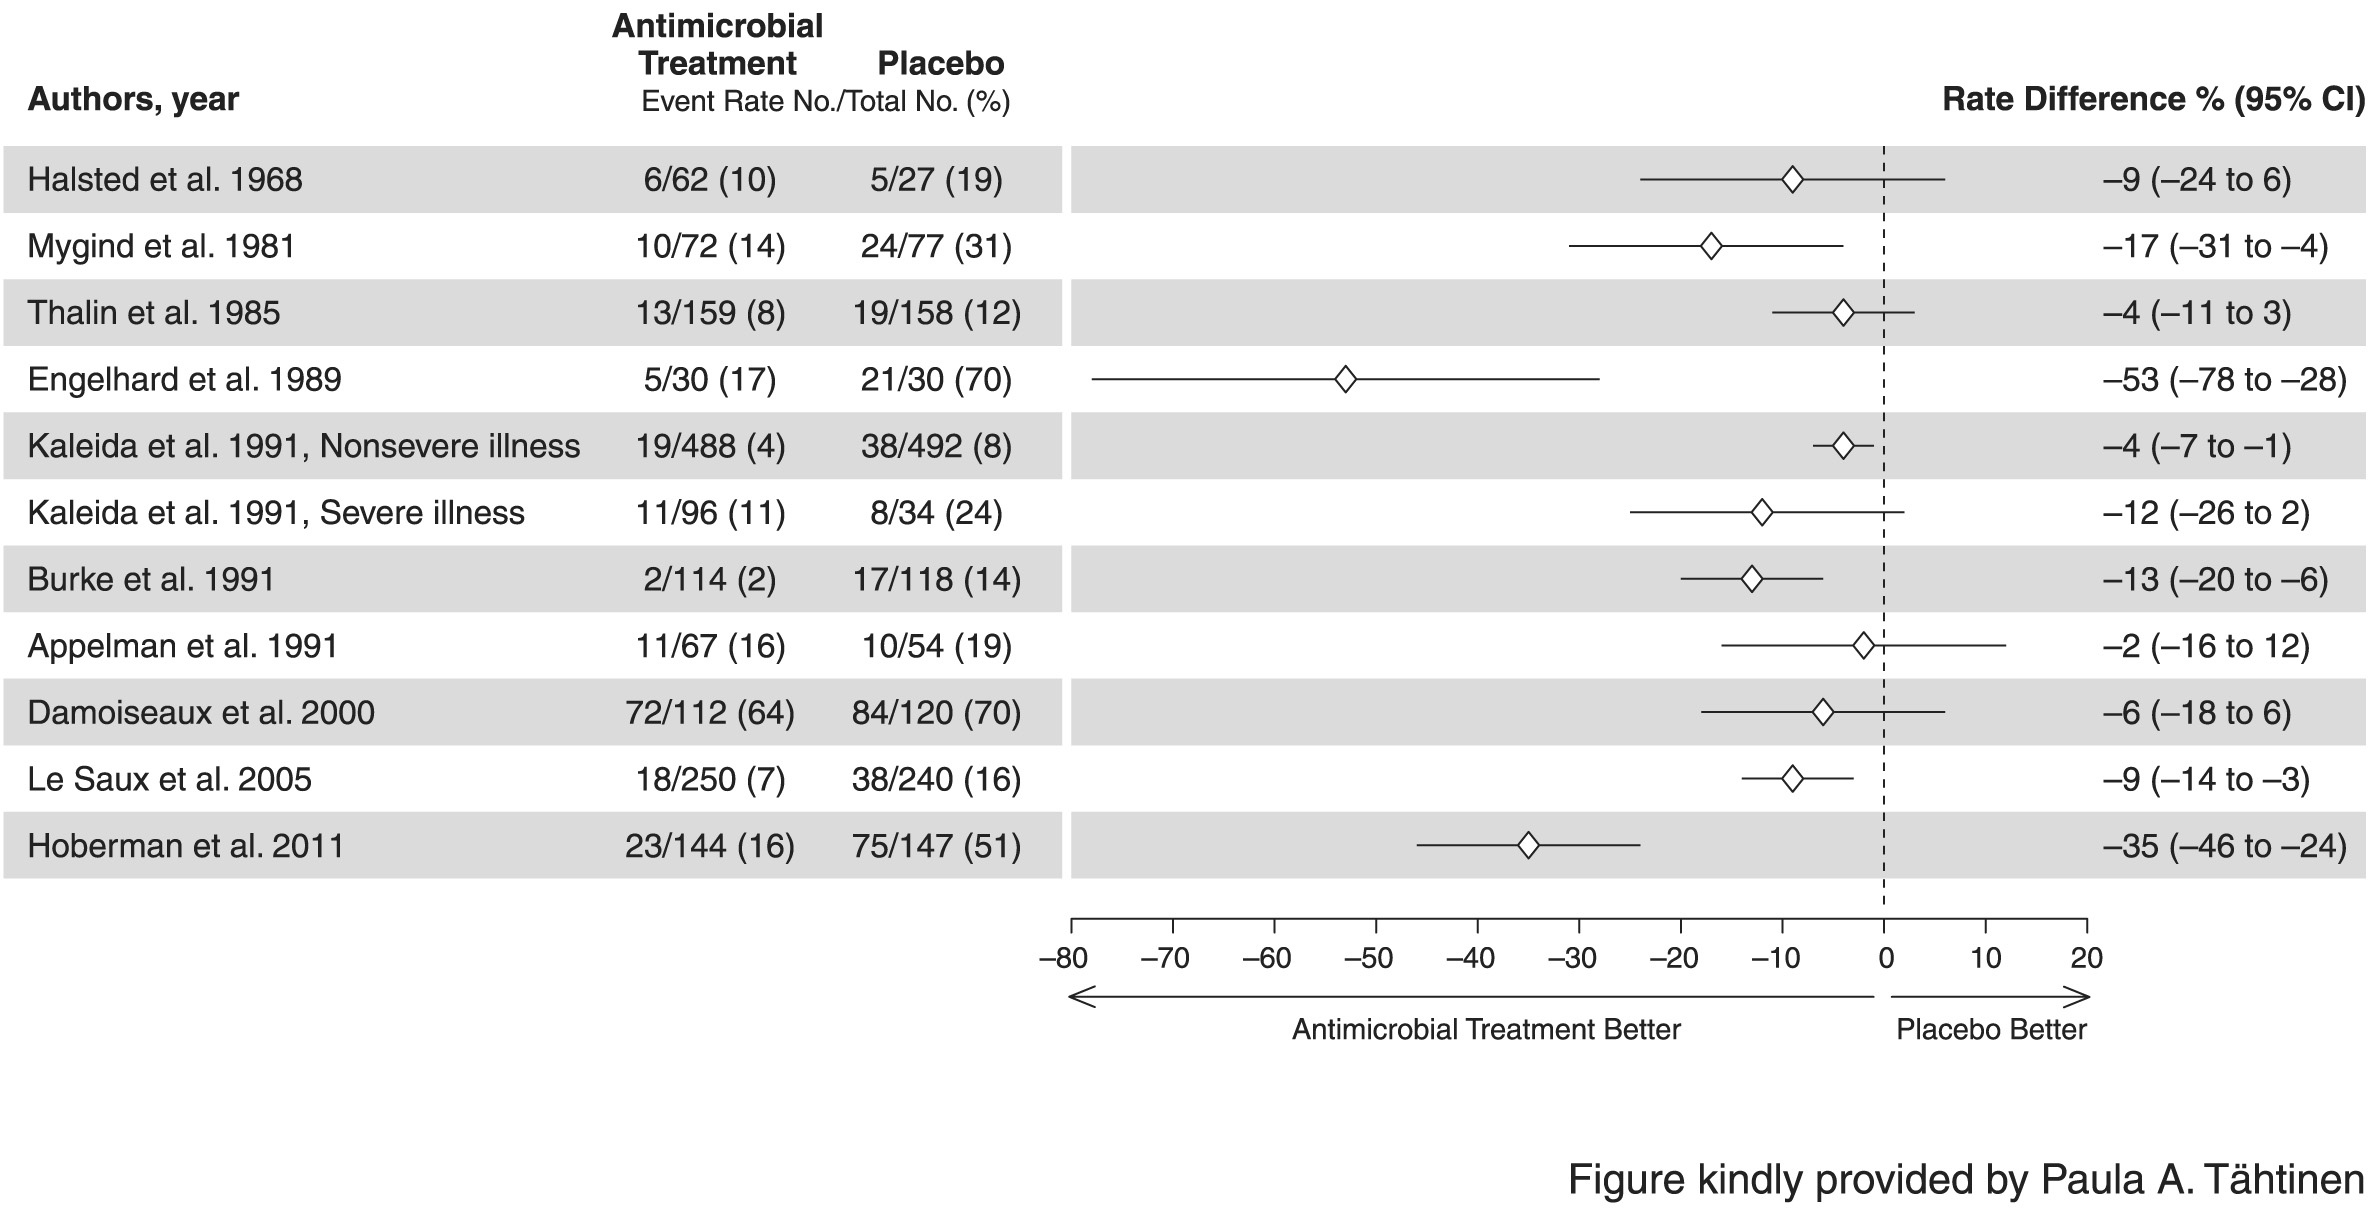 Antimicrobial
Treatment Placebo
Authors, year Event Rate No./Total No. (%) Rate Difference % (95% CI)
Halsted et al. 1968 6/62 (10) 5/27 (19) –9 (–24 to 6)
Mygind et al. 1981 10/72 (14) 24/77 (31) –17 (–31 to –4)
Thalin et al. 1985 13/159 (8) 19/158 (12) –4 (–11 to 3)
Engelhard et al. 1989 5/30 (17) 21/30 (70) –53 (–78 to –28)
Kaleida et al. 1991, Nonsevere illness 19/488 (4) 38/492 (8) –4 (–7 to –1)
Kaleida et al. 1991, Severe illness 11/96 (11) 8/34 (24) –12 (–26 to 2)
Burke et al. 1991 2/114 (2) 17/118 (14) –13 (–20 to –6)
Appelman et al. 1991 11/67 (16) 10/54 (19) –2 (–16 to 12)
Damoiseaux et al. 2000 72/112 (64) 84/120 (70) –6 (–18 to 6)
Le Saux et al. 2005 18/250 (7) 38/240 (16) –9 (–14 to –3)
Hoberman et al. 2011 23/144 (16) 75/147 (51) –35 (–46 to –24)
–80 –70 –60 –50 –40 –30 –20 –10 0 10 20
Antimicrobial Treatment Better Placebo Better
Figure kindly provided by Paula A. Tähtinen